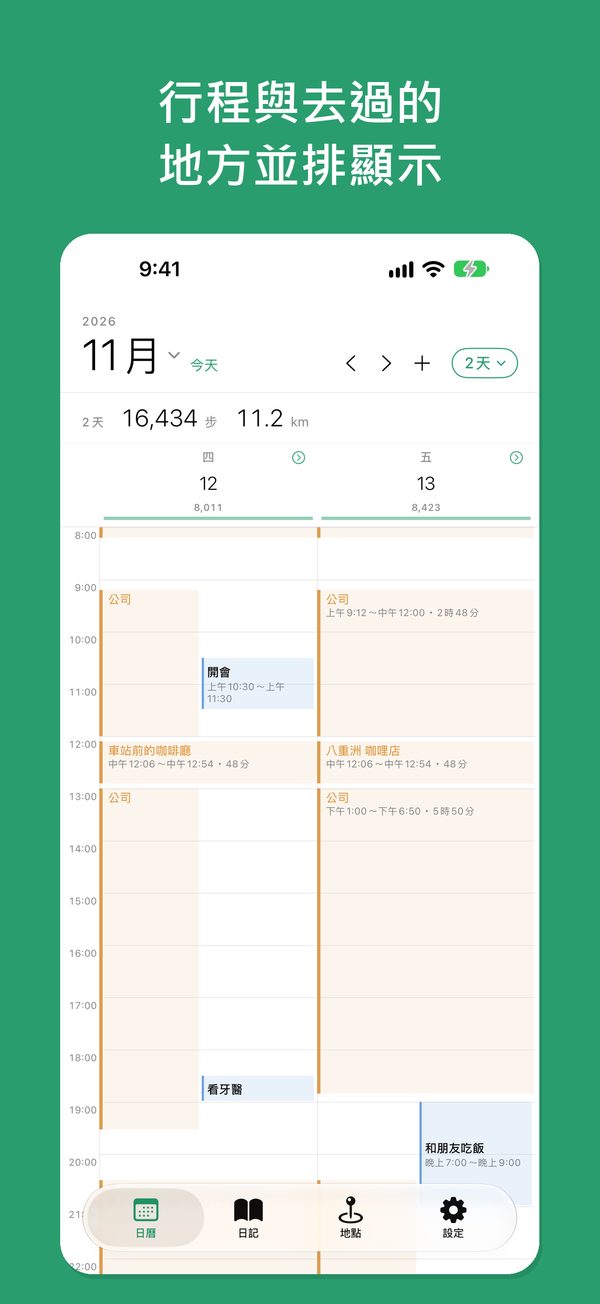 行程與去過的
地方並排顯示
9:41
2026
11月
今天
2天
2天 16,434 步 11.2 km
四
五
12
13
8,011
8,423
8:00
9:00
公司
公司
上午9:12～中午12:00・2時48分
10:00
開會
上午10:30～上午
11:30
11:00
12:00
車站前的咖啡廳
中午12:06～中午12:54・48分
八重洲 咖哩店
中午12:06～中午12:54・48分
13:00
公司
公司
下午1:00～下午6:50・5時50分
14:00
15:00
16:00
17:00
18:00
看牙醫
19:00
和朋友吃飯
晚上7:00～晚上9:00
20:00
21:
日曆
日記
地點
設定
22:00